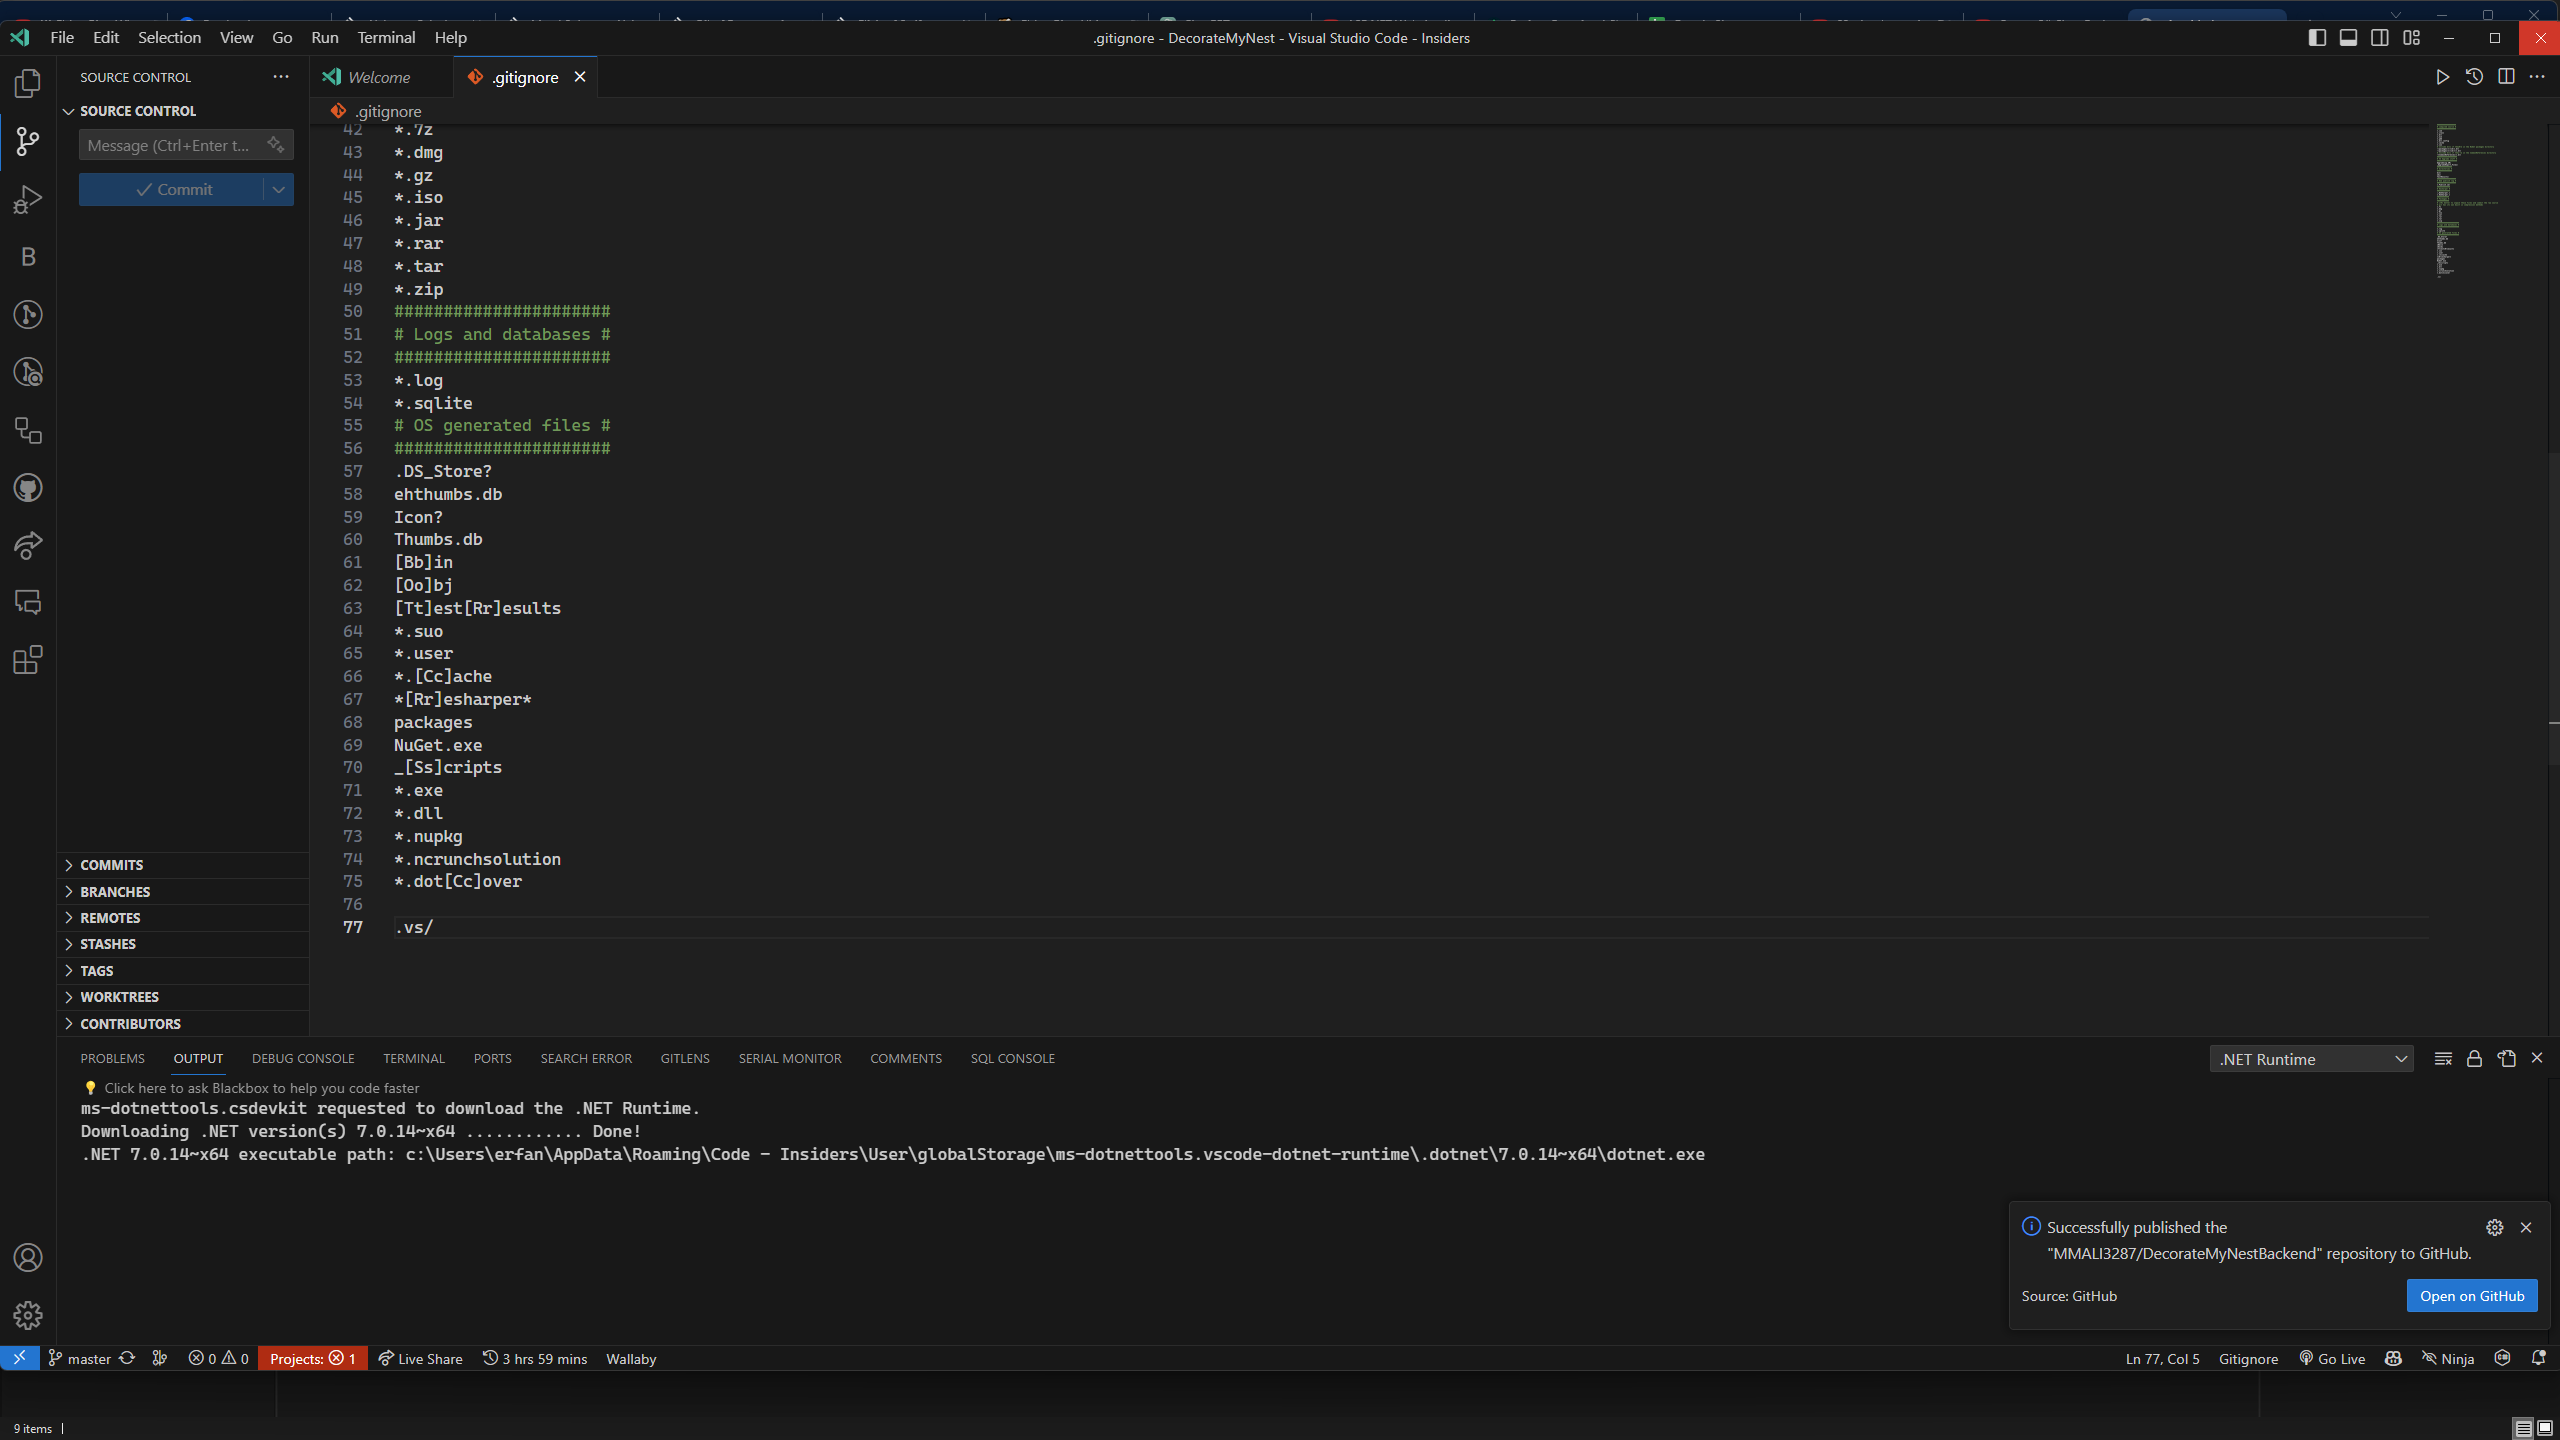 File Edit Selection View Go Run Terminal Help
.gitignore - DecorateMyNest - Visual Studio Code - Insiders
SOURCE CONTROL
Welcome
.gitignore
SOURCE CONTROL
.gitignore
Message (Ctrl+Enter t...
Commit
B
42 *.7z
43 *.dmg
44 *.gz
45 *.iso
46 *.jar
47 *.rar
48 *.tar
49 *.zip
50 ######################
51 # Logs and databases #
52 ######################
53 *.log
54 *.sqlite
55 # OS generated files #
56 ######################
57 .DS_Store?
58 ehthumbs.db
59 Icon?
60 Thumbs.db
61 [Bb]in
62 [Oo]bj
63 [Tt]est[Rr]esults
64 *.suo
65 *.user
66 *.[Cc]ache
67 *[Rr]esharper*
68 packages
69 NuGet.exe
70 _[Ss]cripts
71 *.exe
72 *.dll
73 *.nupkg
74 *.ncrunchsolution
75 *.dot[Cc]over
76
77 .vs/
COMMITS
BRANCHES
REMOTES
STASHES
TAGS
WORKTREES
CONTRIBUTORS
PROBLEMS OUTPUT DEBUG CONSOLE TERMINAL PORTS SEARCH ERROR GITLENS SERIAL MONITOR COMMENTS SQL CONSOLE
.NET Runtime
Click here to ask Blackbox to help you code faster
ms-dotnettools.csdevkit requested to download the .NET Runtime.
Downloading .NET version(s) 7.0.14~x64 ............ Done!
.NET 7.0.14~x64 executable path: c:\Users\erfan\AppData\Roaming\Code - Insiders\User\globalStorage\ms-dotnettools.vscode-dotnet-runtime\.dotnet\7.0.14~x64\dotnet.exe
Successfully published the
"MMALI3287/DecorateMyNestBackend" repository to GitHub.
Source: GitHub
Open on GitHub
master 0 0 Projects: 1 Live Share 3 hrs 59 mins Wallaby
Ln 77, Col 5 Gitignore Go Live Ninja
9 items